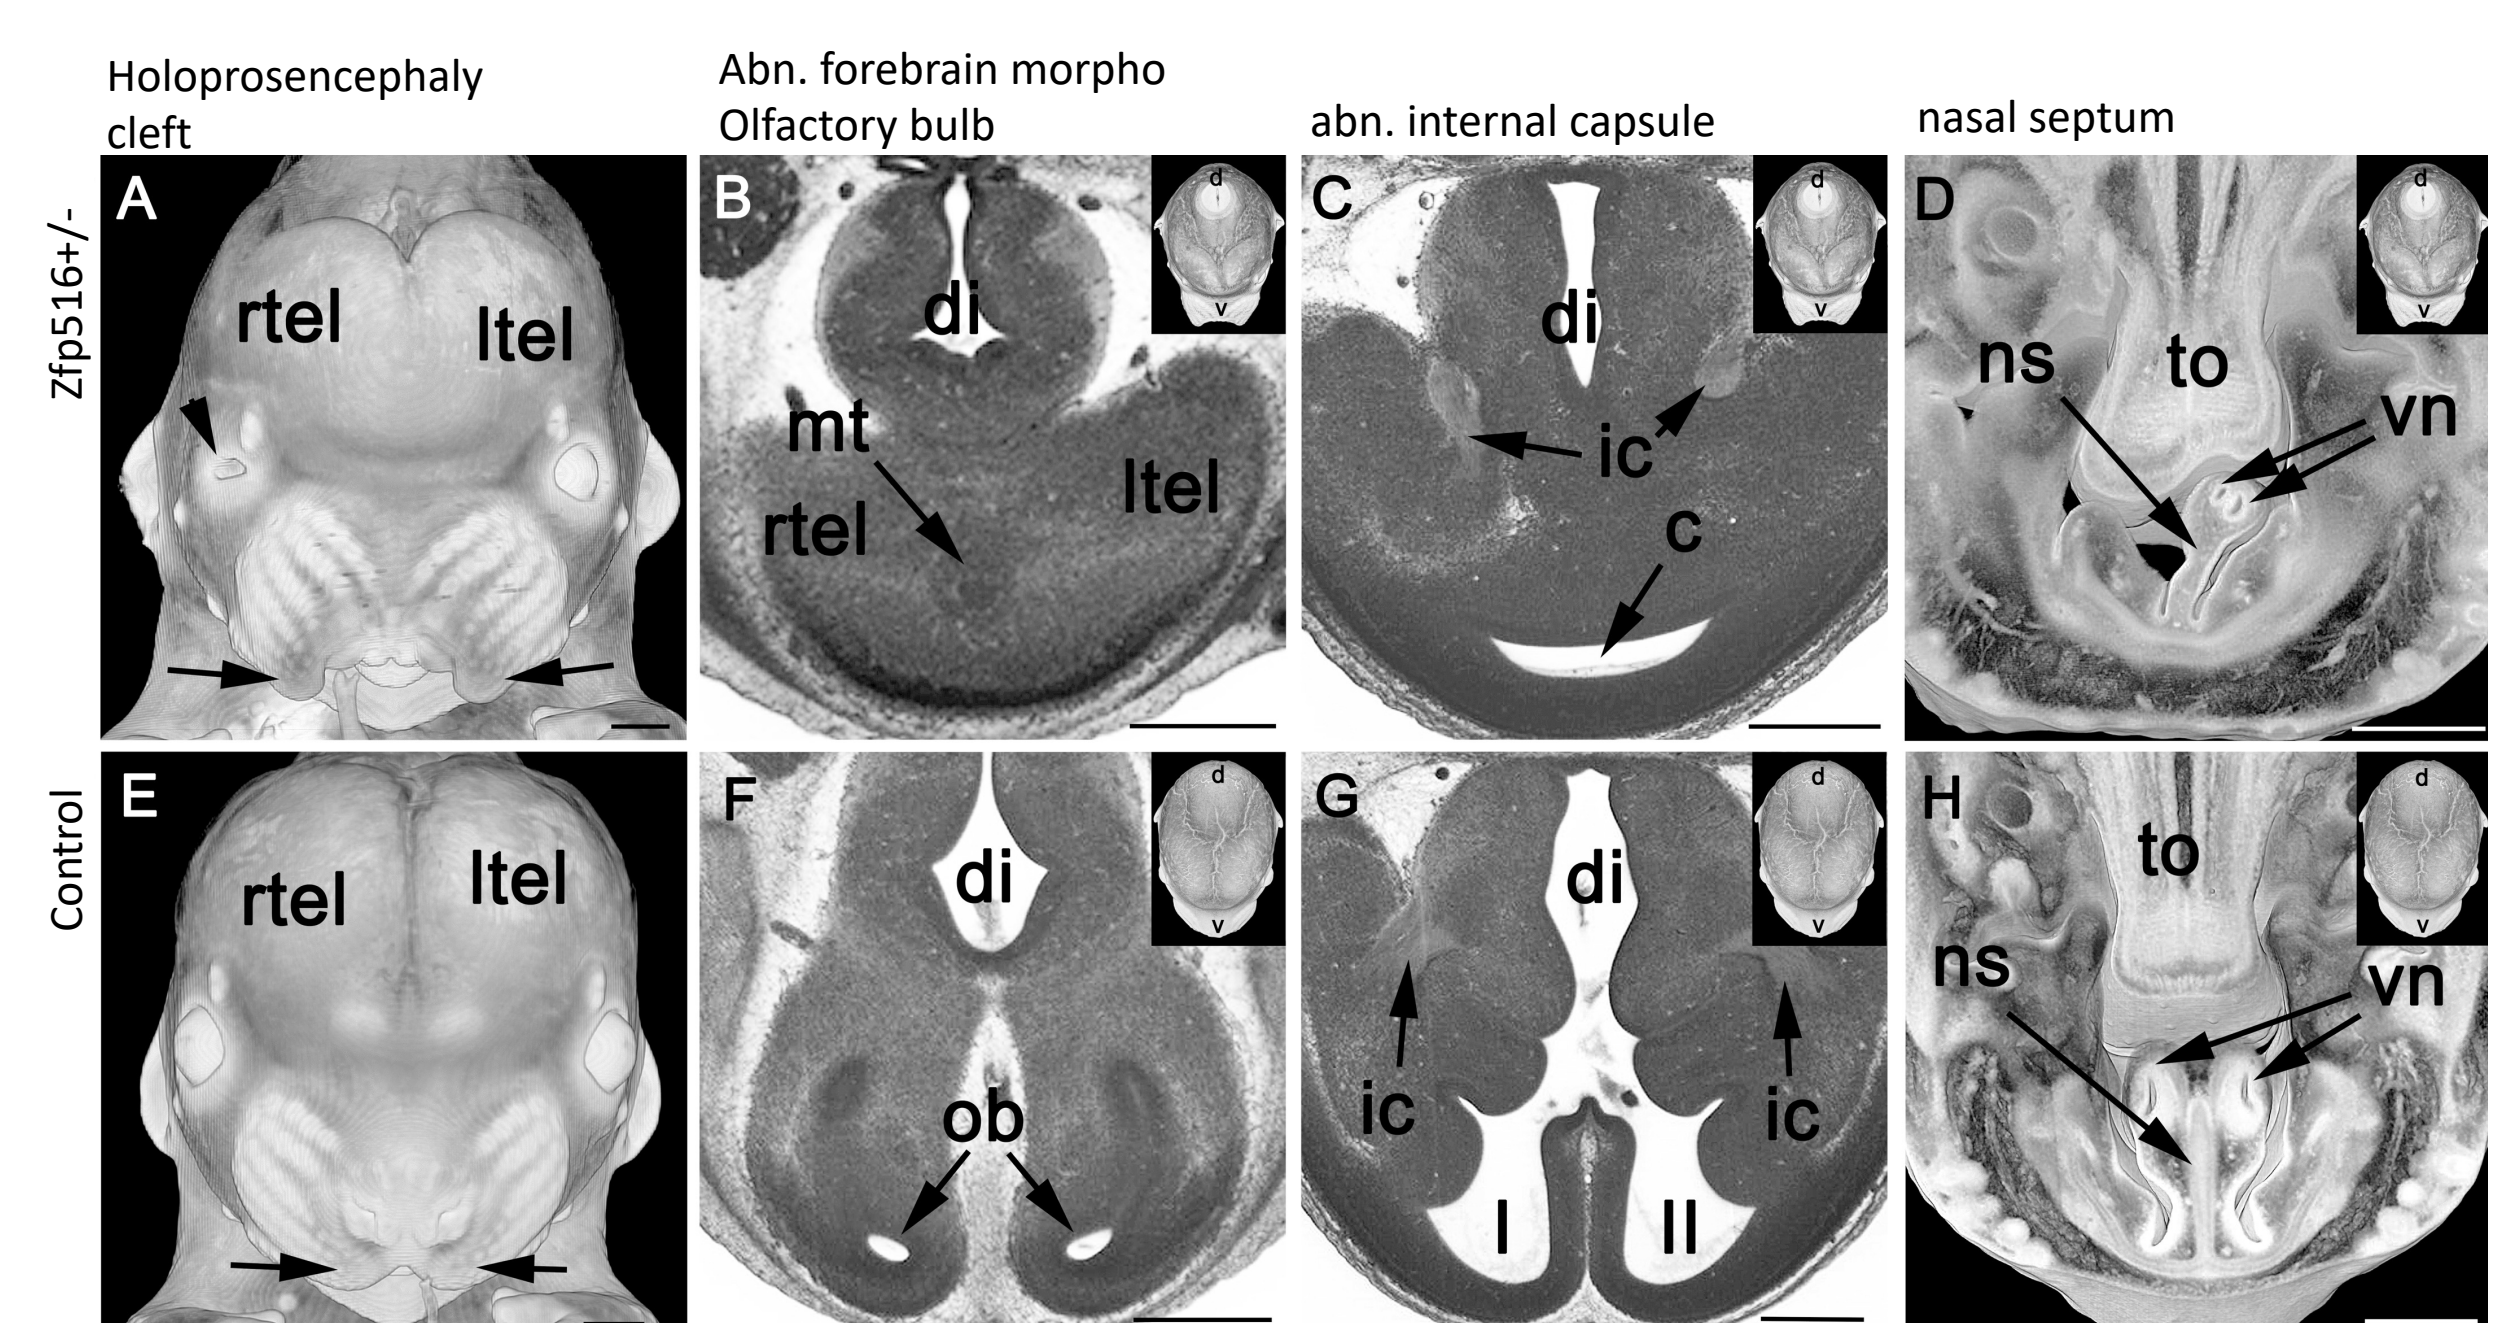 Holoprosencephaly
cleft
Abn. forebrain morpho
Olfactory bulb
abn. internal capsule
nasal septum
Zfp516+/-
A
rtel
ltel
B
d
v
di
mt
rtel
ltel
C
d
v
di
ic
c
D
d
v
ns
to
vn
Control
E
rtel
ltel
F
d
v
di
ob
G
d
v
di
ic
ic
I
II
H
d
v
to
ns
vn